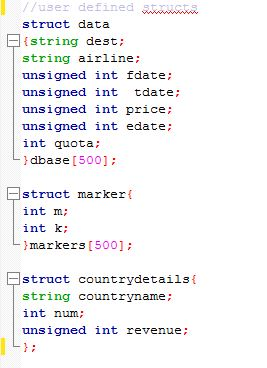 //user defined structs
struct data
{string dest;
string airline;
unsigned int fdate;
unsigned int  tdate;
unsigned int price;
unsigned int edate;
int quota;
}dbase[500];

struct marker{
int m;
int k;
}markers[500];

struct countrydetails{
string countryname;
int num;
unsigned int revenue;
};